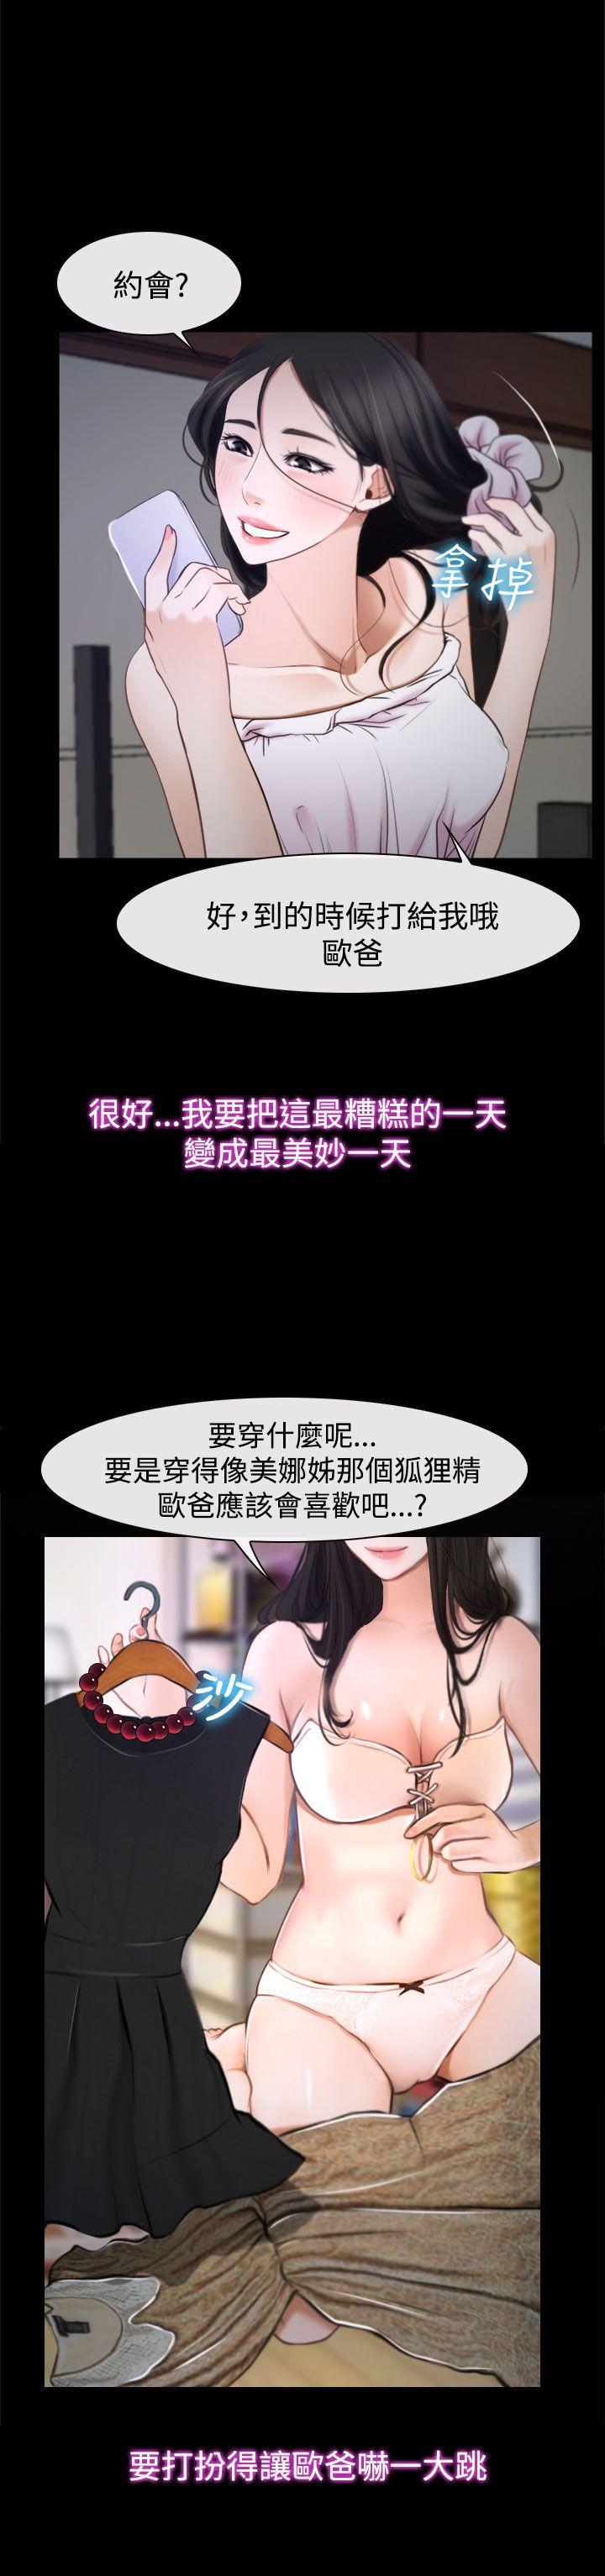 約會?
拿掉
好,到的時候打給我哦
歐爸
很好...我要把這最糟糕的一天
變成最美妙一天
要穿什麼呢...
要是穿得像美娜姊那個狐狸精
歐爸應該會喜歡吧...?
沙
要打扮得讓歐爸嚇一大跳